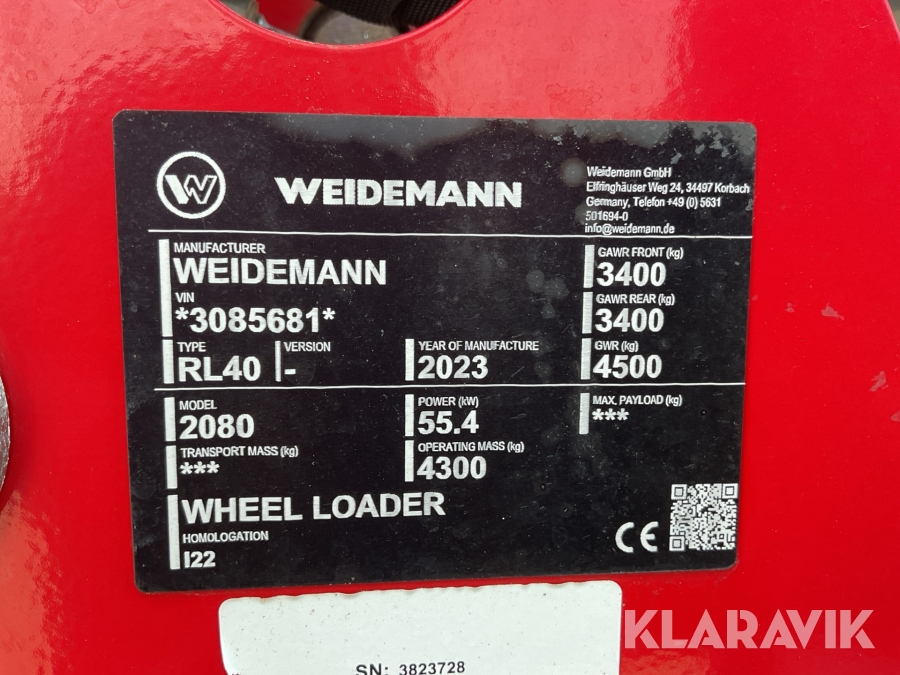 W WEIDEMANN
Weidemann GmbH
Elfringhäuser Weg 24, 34497 Korbach
Germany, Telefon +49 (0) 5631
501694-0
info@weidemann.de
MANUFACTURER
WEIDEMANN
VIN
*3085681*
TYPE
RL40
VERSION
-
YEAR OF MANUFACTURE
2023
GAWR FRONT (kg)
3400
GAWR REAR (kg)
3400
GWR (kg)
4500
MODEL
2080
POWER (kW)
55.4
MAX. PAYLOAD (kg)
***
TRANSPORT MASS (kg)
***
OPERATING MASS (kg)
4300
WHEEL LOADER
HOMOLOGATION
I22
CE
SN: 3823728
KLARAVIK